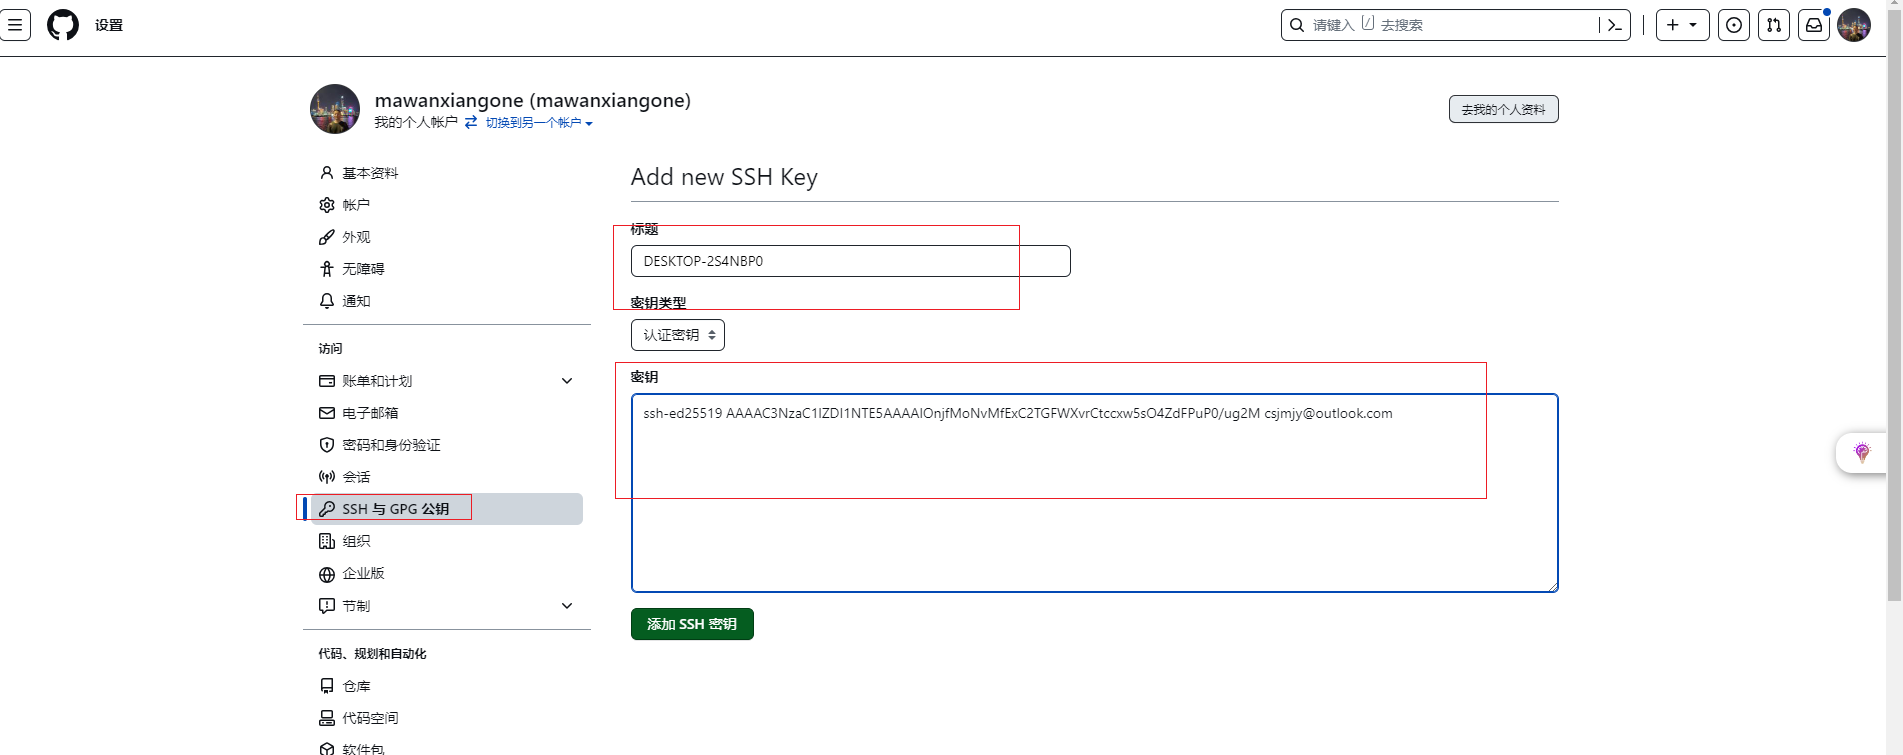 设置
请键入 / 去搜索
mawanxiangone (mawanxiangone)
我的个人帐户 切换到另一个帐户
去我的个人资料
基本资料
帐户
外观
无障碍
通知
访问
账单和计划
电子邮箱
密码和身份验证
会话
SSH 与 GPG 公钥
组织
企业版
节制
代码、规划和自动化
仓库
代码空间
软件包
Add new SSH Key
标题
DESKTOP-2S4NBP0
密钥类型
认证密钥
密钥
ssh-ed25519 AAAAC3NzaC1lZDI1NTE5AAAAIOnjfMoNvMfExC2TGFWXvrCtccxw5sO4ZdFPuP0/ug2M csjmjy@outlook.com
添加 SSH 密钥